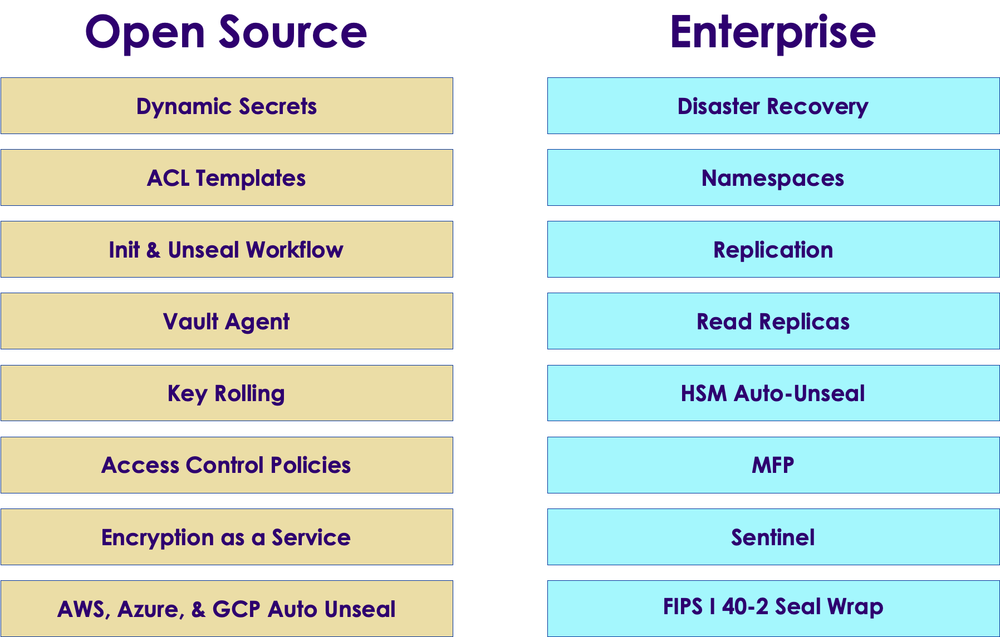 Open Source
Enterprise
Dynamic Secrets
Disaster Recovery
ACL Templates
Namespaces
Init & Unseal Workflow
Replication
Vault Agent
Read Replicas
Key Rolling
HSM Auto-Unseal
Access Control Policies
MFP
Encryption as a Service
Sentinel
AWS, Azure, & GCP Auto Unseal
FIPS I 40-2 Seal Wrap